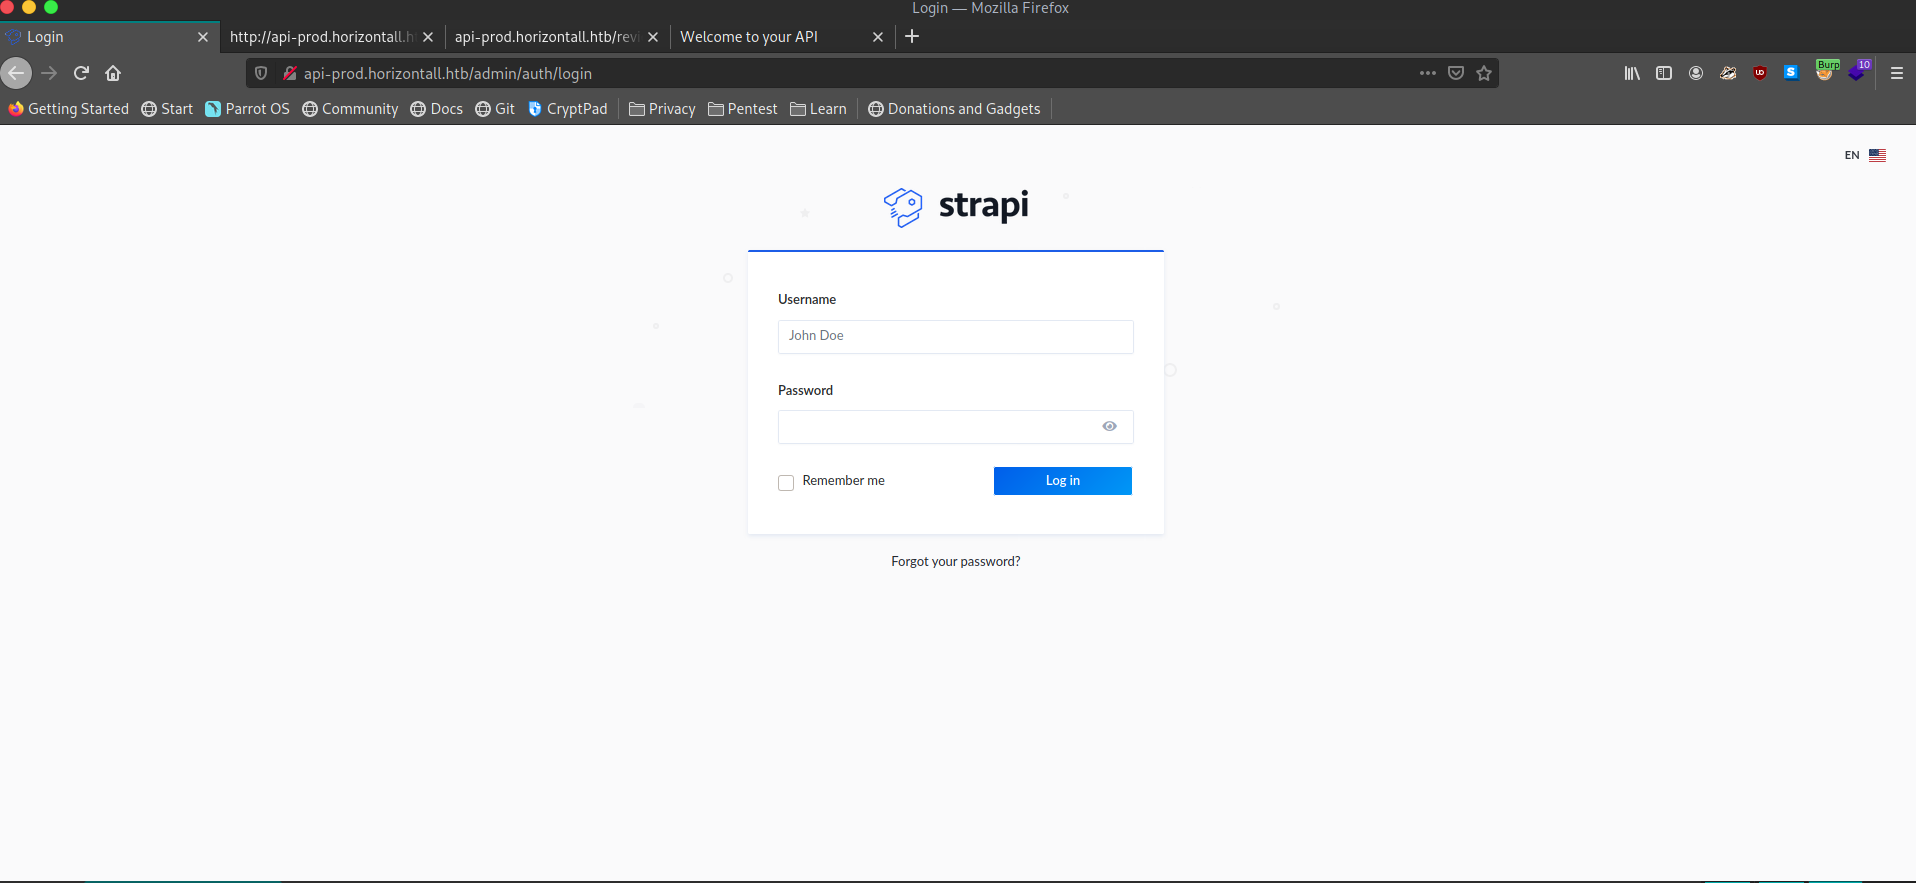 Login — Mozilla Firefox
Login
http://api-prod.horizontall.h
api-prod.horizontall.htb/rev
Welcome to your API
api-prod.horizontall.htb/admin/auth/login
Burp
10
Getting Started
Start
Parrot OS
Community
Docs
Git
CryptPad
Privacy
Pentest
Learn
Donations and Gadgets
EN
strapi
Username
John Doe
Password
Remember me
Log in
Forgot your password?